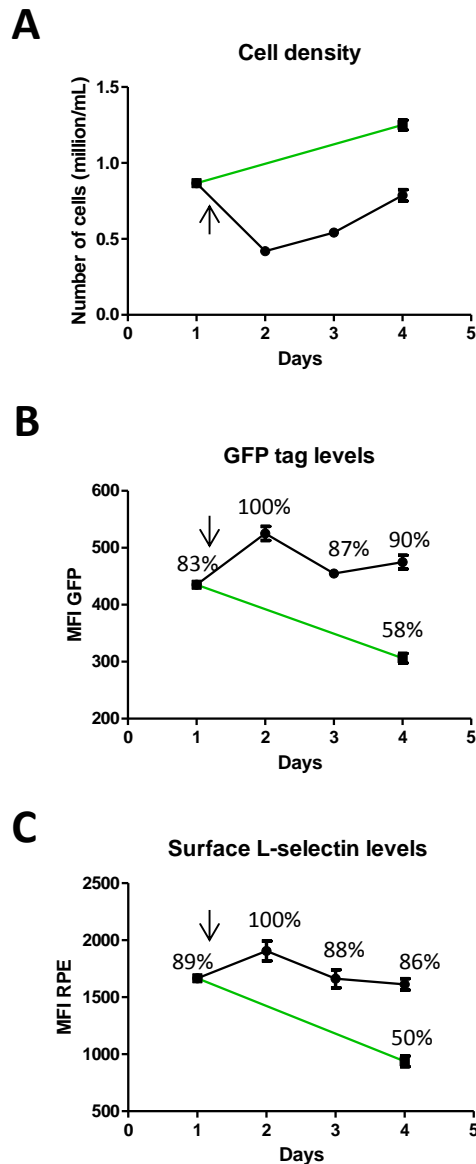 A
Cell density
Number of cells (million/mL)
1.5
1.0
0.5
0.0
0 1 2 3 4 5
Days
B
GFP tag levels
MFI GFP
600
500
400
300
200
83%
100%
87%
90%
58%
0 1 2 3 4 5
Days
C
Surface L-selectin levels
MFI RPE
2500
2000
1500
1000
500
89%
100%
88%
86%
50%
0 1 2 3 4 5
Days